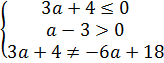 3a + 4 ≤ 0
a − 3 > 0
3a + 4 ≠ −6a + 18